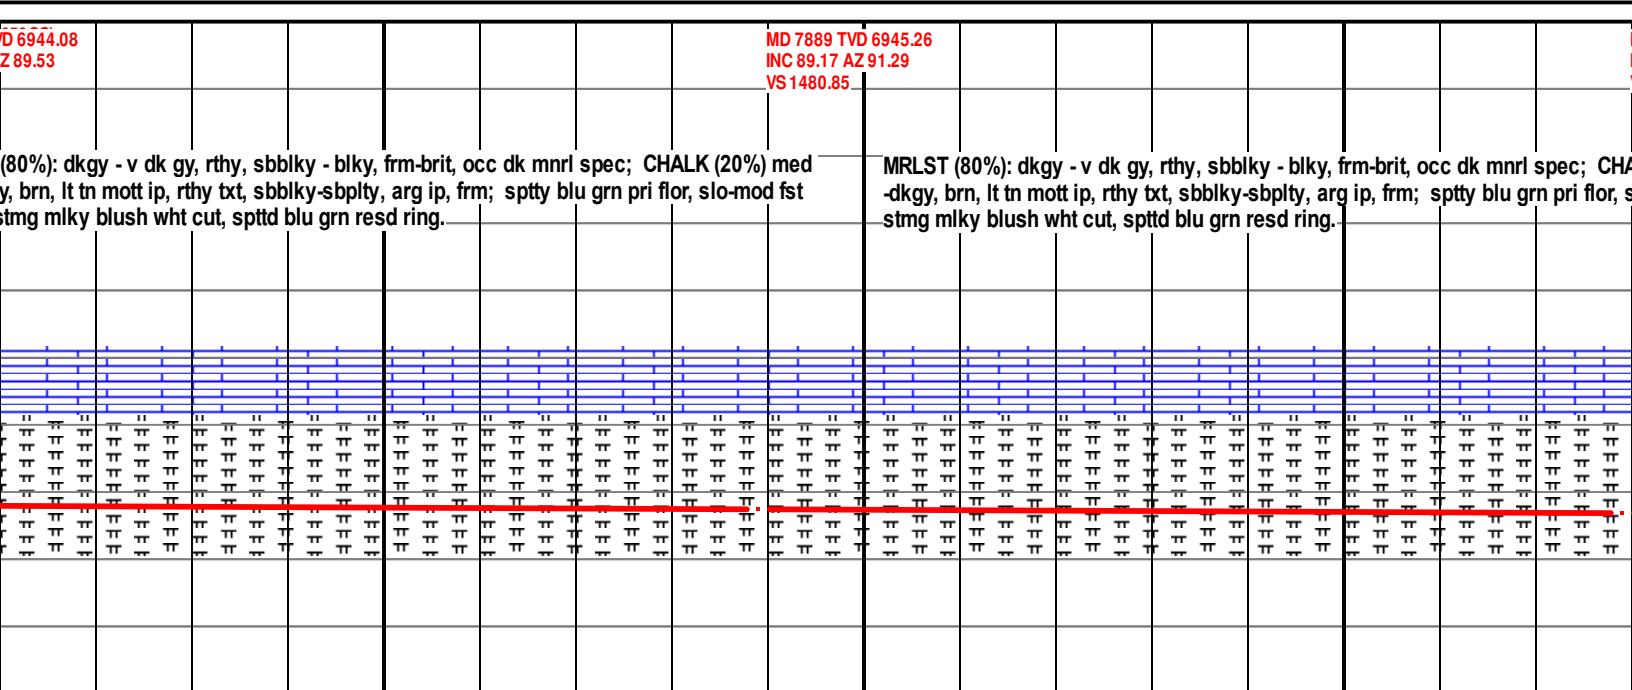 VD 6944.08
Z 89.53
MD 7889 TVD 6945.26
INC 89.17 AZ 91.29
VS 1480.85
(80%): dkgy - v dk gy, rthy, sbblky - blky, frm-brit, occ dk mnrl spec; CHALK (20%) med
y, brn, lt tn mott ip, rthy txt, sbblky-sbplty, arg ip, frm; sptty blu grn pri flor, slo-mod fst
stmg mlky blush wht cut, spttd blu grn resd ring.
MRLST (80%): dkgy - v dk gy, rthy, sbblky - blky, frm-brit, occ dk mnrl spec; CHA
-dkgy, brn, lt tn mott ip, rthy txt, sbblky-sbplty, arg ip, frm; sptty blu grn pri flor, s
stmg mlky blush wht cut, spttd blu grn resd ring.